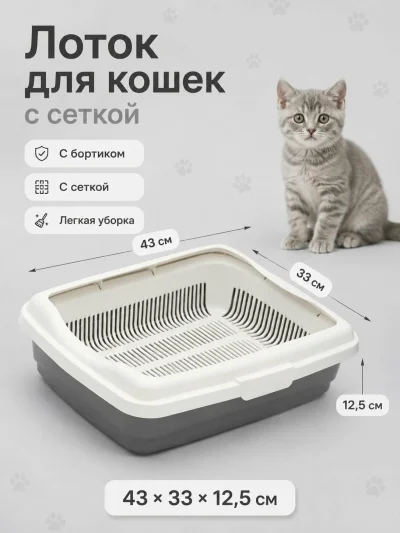 Лоток
для кошек
с сеткой
С бортиком
С сеткой
Легкая уборка
43 см
33 см
12,5 см
43 × 33 × 12,5 см